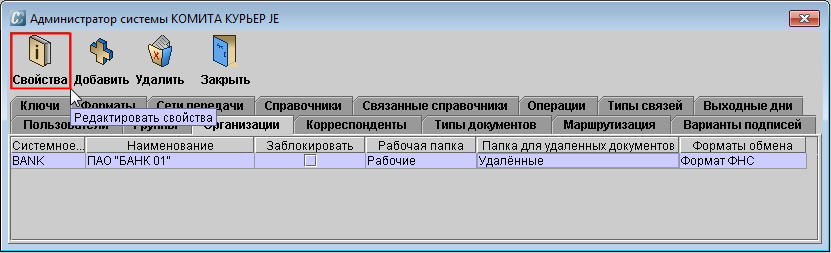 Администратор системы КОМИТА КУРЬЕР JE
Свойства Добавить Удалить Закрыть
Ключи Форматы Сети передачи Справочники Связанные справочники Операции Типы связей Выходные дни
Редактировать свойства
Пользователи Группы Организации Корреспонденты Типы документов Маршрутизация Варианты подписей
Системное... Наименование Заблокировать Рабочая папка Папка для удаленных документов Форматы обмена
BANK ПАО "БАНК 01" Рабочие Удалённые Формат ФНС